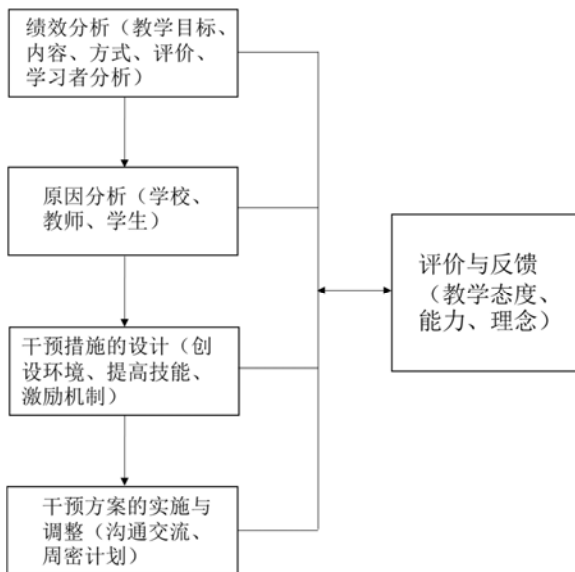 绩效分析（教学目标、
内容、方式、评价、
学习者分析）
原因分析（学校、
教师、学生）
干预措施的设计（创
设环境、提高技能、
激励机制）
干预方案的实施与
调整（沟通交流、
周密计划）
评价与反馈
（教学态度、
能力、理念）